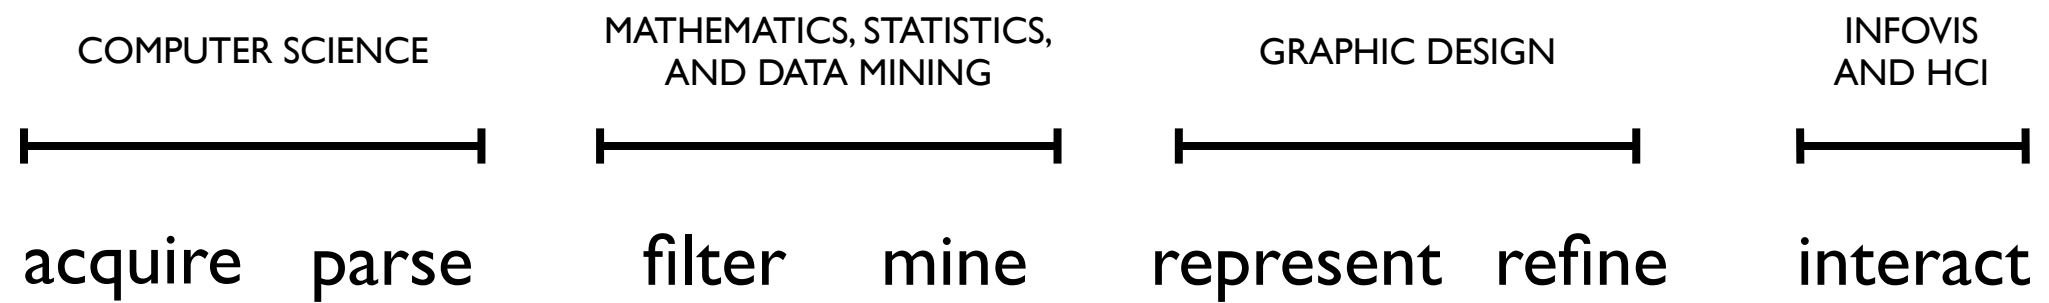 COMPUTER SCIENCE
MATHEMATICS, STATISTICS,
AND DATA MINING
GRAPHIC DESIGN
INFOVIS
AND HCI
acquire parse filter mine represent refine interact